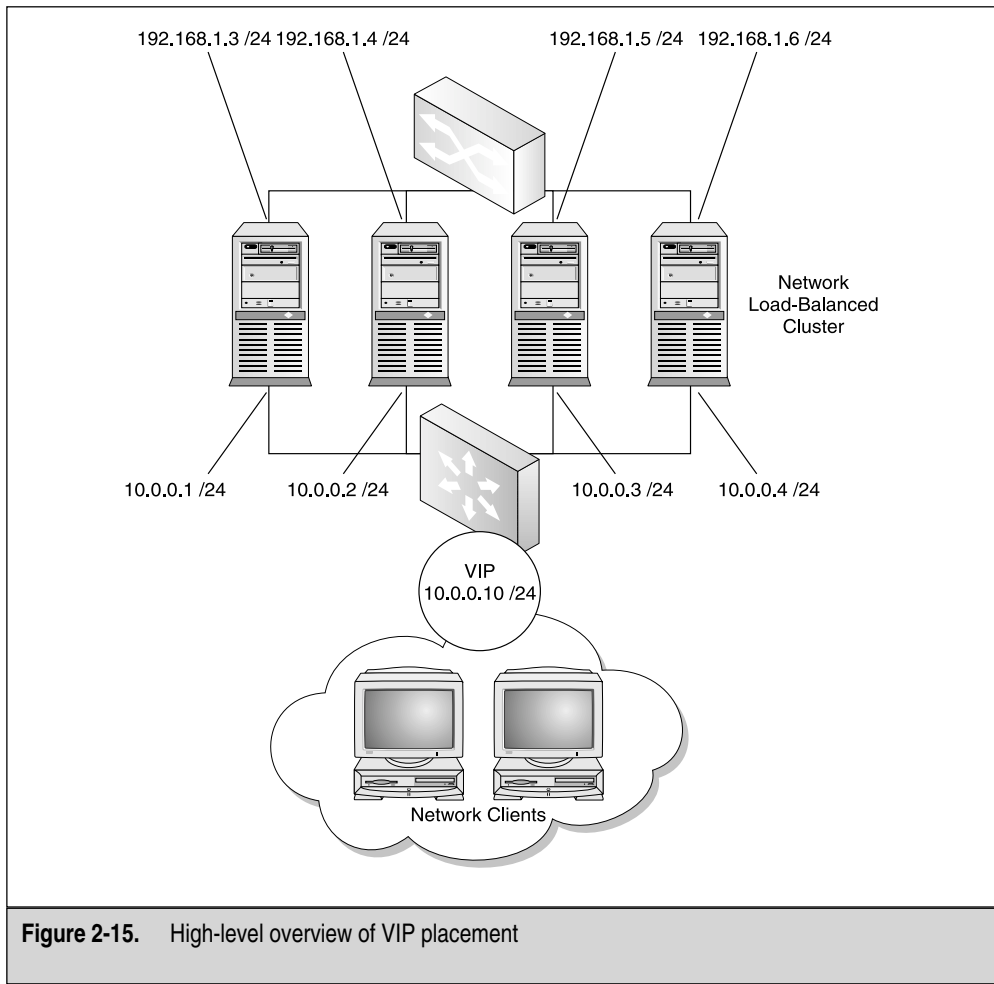 192.168.1.3 /24 192.168.1.4 /24 192.168.1.5 /24 192.168.1.6 /24
Network
Load-Balanced
Cluster
10.0.0.1 /24 10.0.0.2 /24 10.0.0.3 /24 10.0.0.4 /24
VIP
10.0.0.10 /24
Network Clients
Figure 2-15. High-level overview of VIP placement